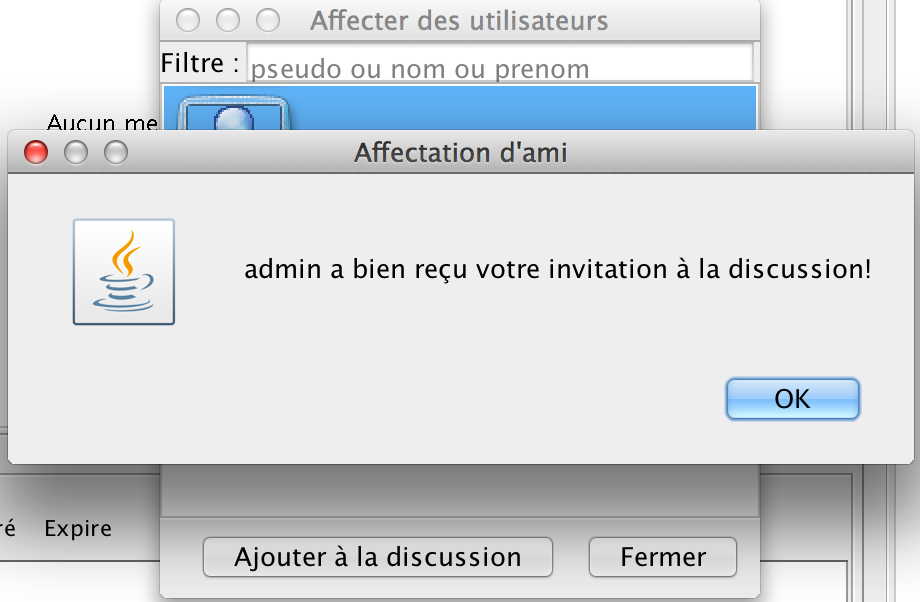 Affecter des utilisateurs
Filtre :
pseudo ou nom ou prenom
Aucun me
Affectation d'ami
admin a bien reçu votre invitation à la discussion!
OK
ré Expire
Ajouter à la discussion
Fermer